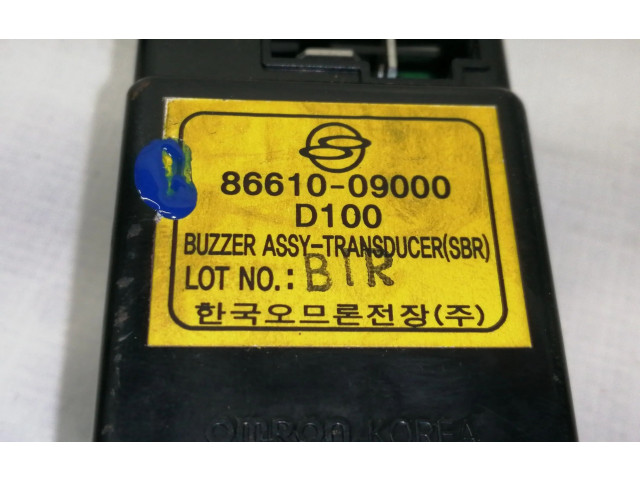 86610-09000
D100
BUZZER ASSY-TRANSDUCER(SBR)
LOT NO.: B1R
한국오므론전장(주)
OMRON KOREA